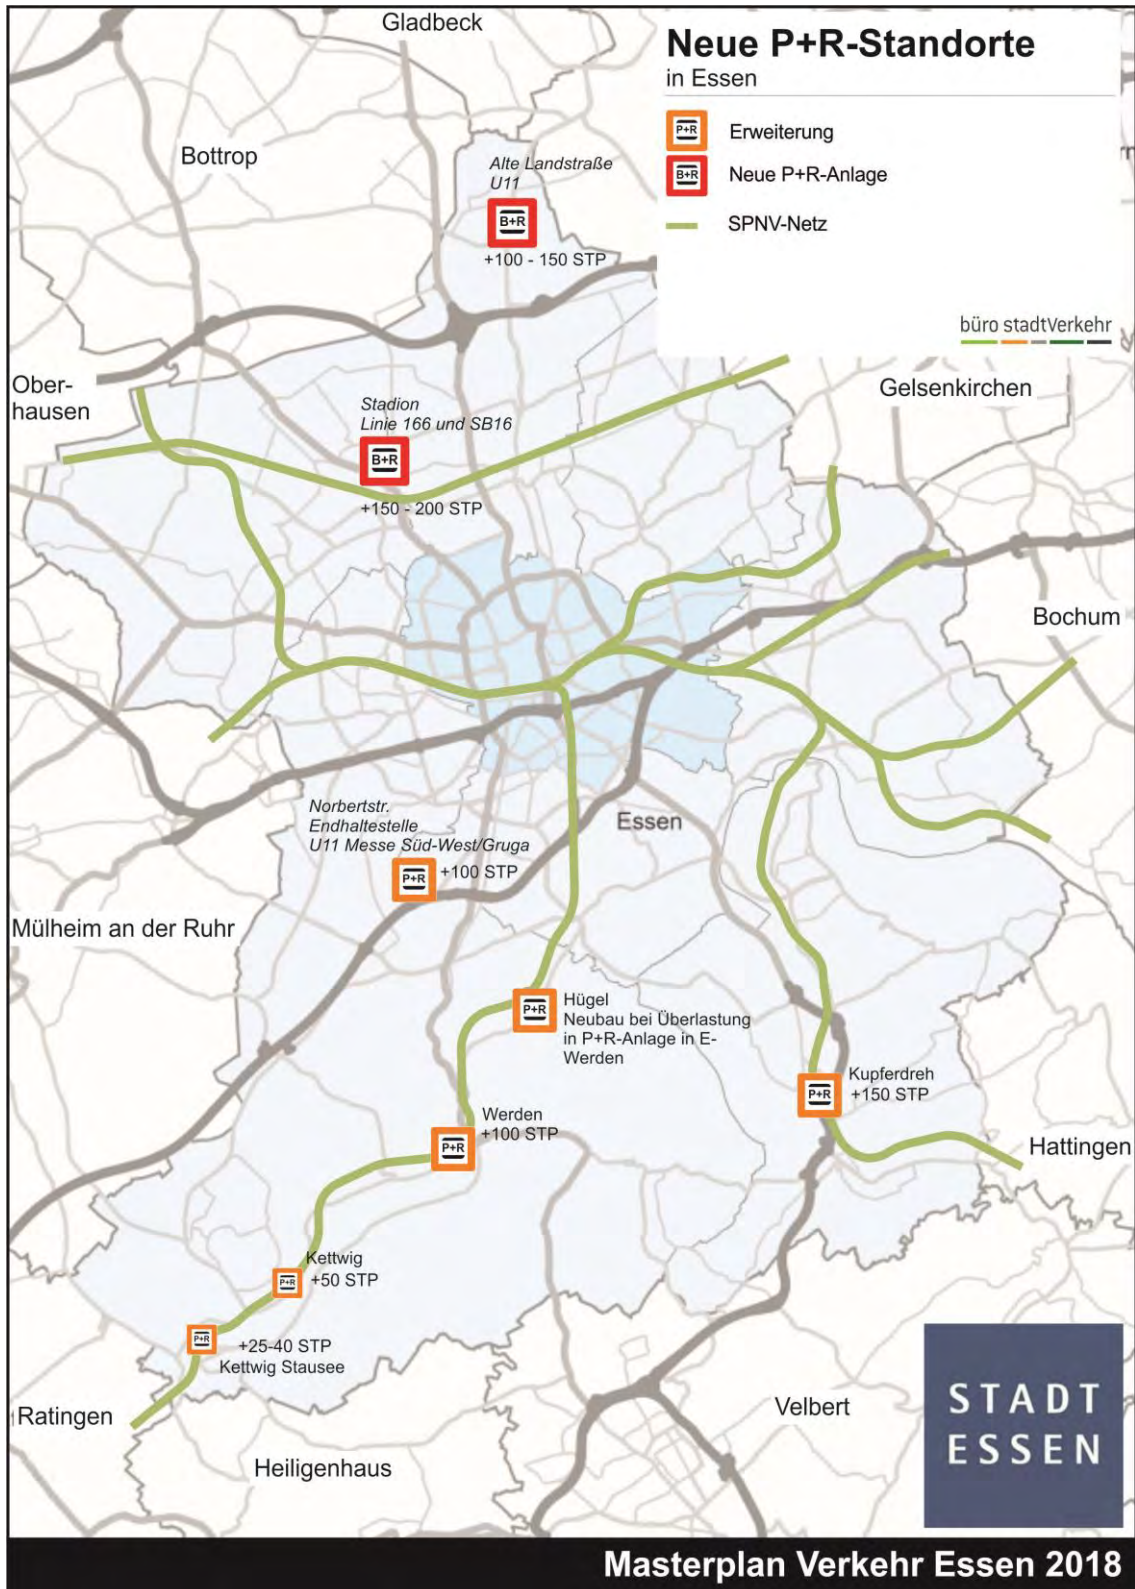 Gladbeck
Neue P+R-Standorte
in Essen
P+R Erweiterung
B+R Neue P+R-Anlage
SPNV-Netz
büro stadtVerkehr
Bottrop
Alte Landstraße
U11
B+R
+100 - 150 STP
Ober-
hausen
Gelsenkirchen
Stadion
Linie 166 und SB16
B+R
+150 - 200 STP
Bochum
Norbertstr.
Endhaltestelle
U11 Messe Süd-West/Gruga
P+R +100 STP
Essen
Mülheim an der Ruhr
P+R
Hügel
Neubau bei Überlastung
in P+R-Anlage in E-
Werden
Kupferdreh
P+R +150 STP
Werden
+100 STP
P+R
Hattingen
Kettwig
P+R +50 STP
P+R
+25-40 STP
Kettwig Stausee
Ratingen
Velbert
Heiligenhaus
STADT
ESSEN
Masterplan Verkehr Essen 2018